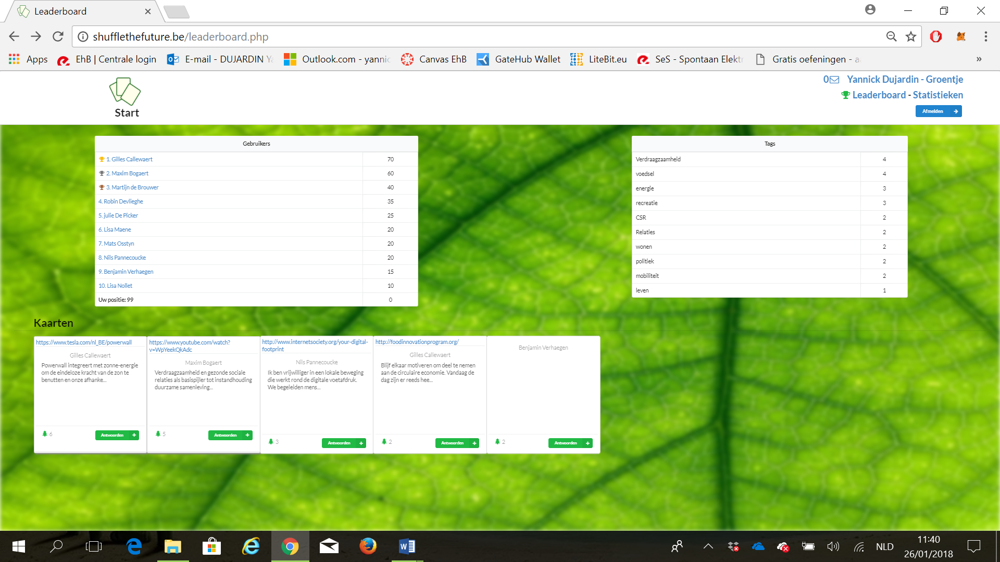 Leaderboard
shufflethefuture.be/leaderboard.php
Apps EhB | Centrale login E-mail - DUJARDIN Ya Outlook.com - yannic Canvas EhB GateHub Wallet LiteBit.eu SeS - Spontaan Elektr Gratis oefeningen - a »
Start
0 Yannick Dujardin - Groentje
Leaderboard - Statistieken
Afmelden
Gebruikers
1. Gilles Callewaert 70
2. Maxim Bogaert 60
3. Martijn de Brouwer 40
4. Robin Devlieghe 35
5. julie De Picker 25
6. Lisa Maene 20
7. Mats Osstyn 20
8. Nils Pannecoucke 20
9. Benjamin Verhaegen 15
10. Lisa Nollet 10
Uw positie: 99 0
Tags
Verdraagzaamheid 4
voedsel 4
energie 3
recreatie 3
CSR 2
Relaties 2
wonen 2
politiek 2
mobiliteit 2
leven 1
Kaarten
https://www.tesla.com/nl_BE/powerwall
Gilles Callewaert
Powerwall integreert met zonne-energie
om de eindeloze kracht van de zon te
benutten en onze afhanke...
6 Antwoorden
https://www.youtube.com/watch?
v=WpYeekQkAdc
Maxim Bogaert
Verdraagzaamheid en gezonde sociale
relaties als basispijler tot instandhouding
duurzame samenleving...
5 Antwoorden
http://www.internetsociety.org/your-digital-
footprint
Nils Pannecoucke
Ik ben vrijwilliger in een lokale beweging
die werkt rond de digitale voetafdruk.
We begeleiden mens...
3 Antwoorden
http://foodinnovationprogram.org/
Gilles Callewaert
Blijf elkaar motiveren om deel te nemen
aan de circulaire economie. Vandaag de
dag zijn er reeds hee...
2 Antwoorden
Benjamin Verhaegen
2 Antwoorden
NLD
11:40
26/01/2018